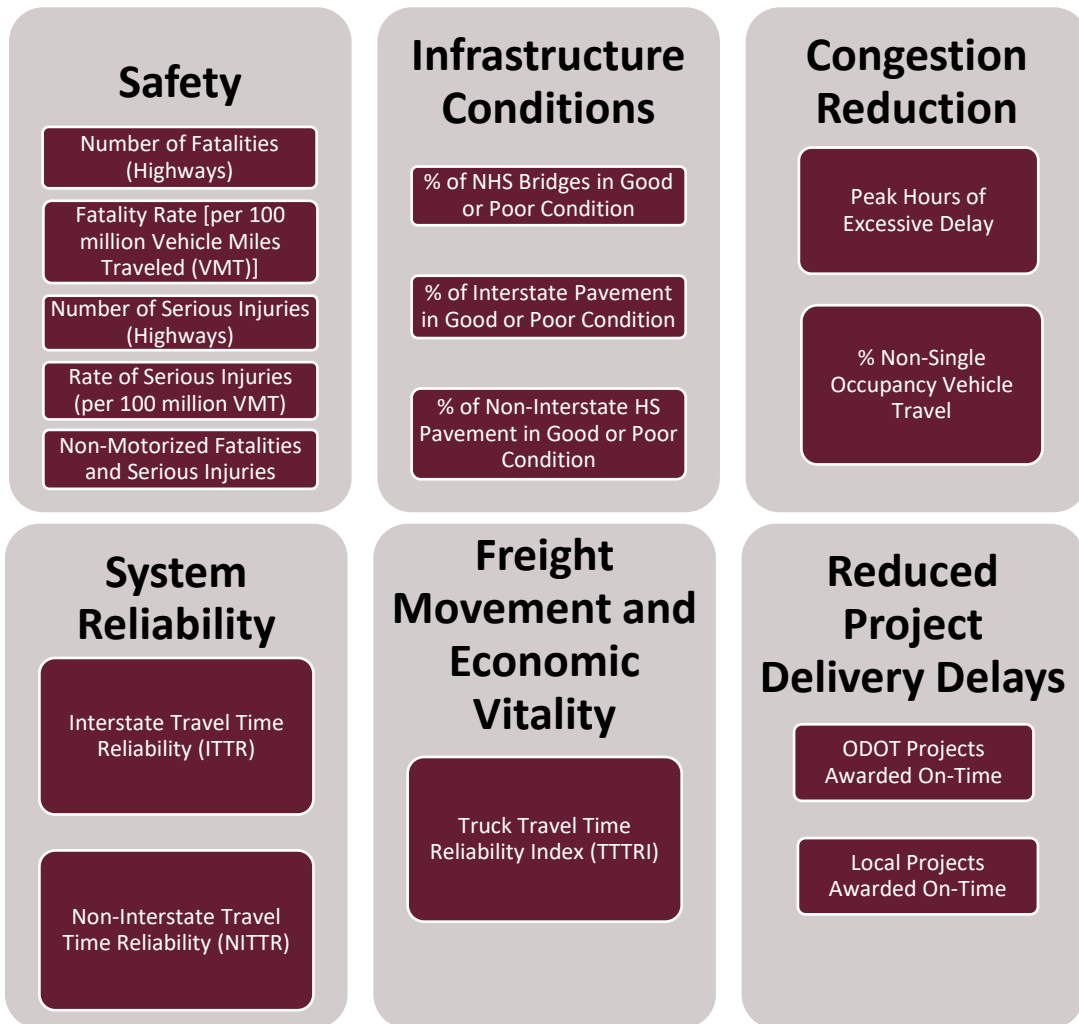 Safety
Number of Fatalities
(Highways)
Fatality Rate [per 100
million Vehicle Miles
Traveled (VMT)]
Number of Serious Injuries
(Highways)
Rate of Serious Injuries
(per 100 million VMT)
Non-Motorized Fatalities
and Serious Injuries
Infrastructure
Conditions
% of NHS Bridges in Good
or Poor Condition
% of Interstate Pavement
in Good or Poor Condition
% of Non-Interstate HS
Pavement in Good or Poor
Condition
Congestion
Reduction
Peak Hours of
Excessive Delay
% Non-Single
Occupancy Vehicle
Travel
System
Reliability
Interstate Travel Time
Reliability (ITTR)
Non-Interstate Travel
Time Reliability (NITTR)
Freight
Movement and
Economic
Vitality
Truck Travel Time
Reliability Index (TTTRI)
Reduced
Project
Delivery Delays
ODOT Projects
Awarded On-Time
Local Projects
Awarded On-Time